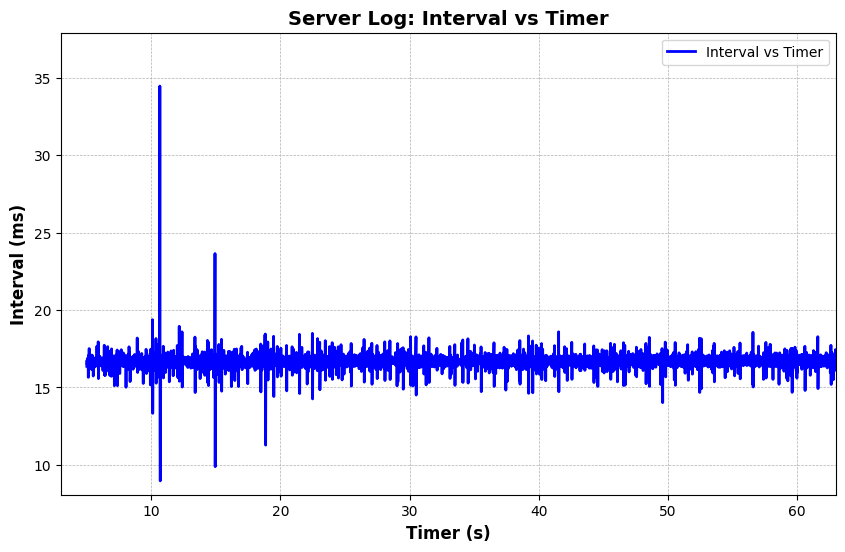 Server Log: Interval vs Timer
Interval vs Timer
35
30
25
20
15
10
Interval (ms)
10 20 30 40 50 60
Timer (s)